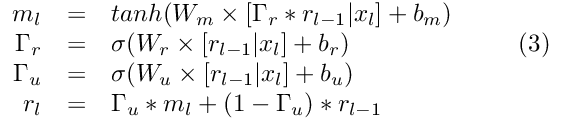 m_l = tanh(W_m × [Γ_r ∗ r_{l−1}|x_l] + b_m)
Γ_r = σ(W_r × [r_{l−1}|x_l] + b_r) (3)
Γ_u = σ(W_u × [r_{l−1}|x_l] + b_u)
r_l = Γ_u ∗ m_l + (1 − Γ_u) ∗ r_{l−1}